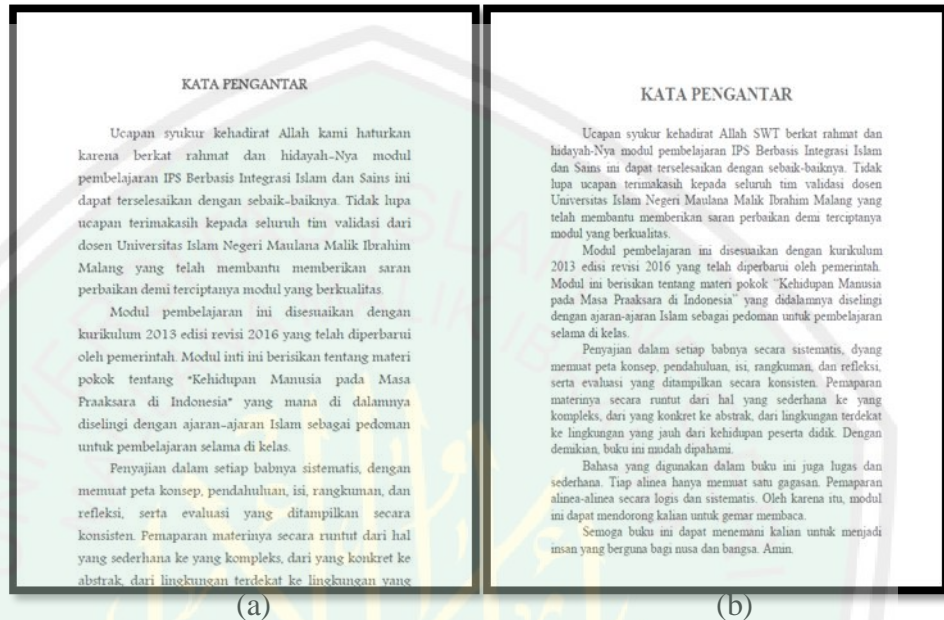 KATA PENGANTAR
Ucapan syukur kehadirat Allah kami haturkan
karena berkat rahmat dan hidayah-Nya modul
pembelajaran IPS Berbasis Integrasi Islam dan Sains ini
dapat terselesaikan dengan sebaik-baiknya. Tidak lupa
ucapan terimakasih kepada seluruh tim validasi dari
dosen Universitas Islam Negeri Maulana Malik Ibrahim
Malang yang telah membantu memberikan saran
perbaikan demi terciptanya modul yang berkualitas.
Modul pembelajaran ini disesuaikan dengan
kurikulum 2013 edisi revisi 2016 yang telah diperbarui
oleh pemerintah. Modul inti ini berisikan tentang materi
pokok tentang "Kehidupan Manusia pada Masa
Praaksara di Indonesia" yang mana di dalamnya
diselingi dengan ajaran-ajaran Islam sebagai pedoman
untuk pembelajaran selama di kelas.
Penyajian dalam setiap babnya sistematis, dengan
memuat peta konsep, pendahuluan, isi, rangkuman, dan
refleksi, serta evaluasi yang ditampilkan secara
konsisten. Pemaparan materinya secara runtut dari hal
yang sederhana ke yang kompleks, dari yang konkret ke
abstrak, dari lingkungan terdekat ke lingkungan yang
(a)
KATA PENGANTAR
Ucapan syukur kehadirat Allah SWT berkat rahmat dan
hidayah-Nya modul pembelajaran IPS Berbasis Integrasi Islam
dan Sains ini dapat terselesaikan dengan sebaik-baiknya. Tidak
lupa ucapan terimakasih kepada seluruh tim validasi dosen
Universitas Islam Negeri Maulana Malik Ibrahim Malang yang
telah membantu memberikan saran perbaikan demi terciptanya
modul yang berkualitas.
Modul pembelajaran ini disesuaikan dengan kurikulum
2013 edisi revisi 2016 yang telah diperbarui oleh pemerintah.
Modul ini berisikan tentang materi pokok "Kehidupan Manusia
pada Masa Praaksara di Indonesia" yang didalamnya diselingi
dengan ajaran-ajaran Islam sebagai pedoman untuk pembelajaran
selama di kelas.
Penyajian dalam setiap babnya secara sistematis, dyang
memuat peta konsep, pendahuluan, isi, rangkuman, dan refleksi,
serta evaluasi yang ditampilkan secara konsisten. Pemaparan
materinya secara runtut dari hal yang sederhana ke yang
kompleks, dari yang konkret ke abstrak, dari lingkungan terdekat
ke lingkungan yang jauh dari kehidupan peserta didik. Dengan
demikian, buku ini mudah dipahami.
Bahasa yang digunakan dalam buku ini juga lugas dan
sederhana. Tiap alinea hanya memuat satu gagasan. Pemaparan
alinea-alinea secara logis dan sistematis. Oleh karena itu, modul
ini dapat mendorong kalian untuk gemar membaca.
Semoga buku ini dapat menemani kalian untuk menjadi
insan yang berguna bagi nusa dan bangsa. Amin.
(b)